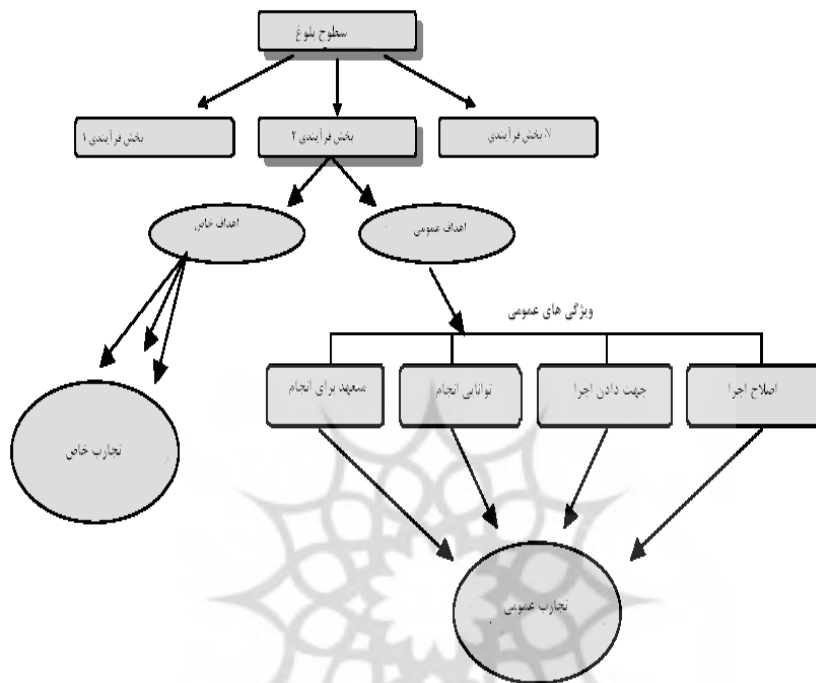 سطوح بلوغ
بخش فرآیندی ۱
بخش فرآیندی ۲
بخش فرآیندی N
اهداف خاص
اهداف عمومی
ویژگی های عمومی
متعهد برای انجام
توانایی انجام
جهت دادن اجرا
اصلاح اجرا
تجارب خاص
تجارب عمومی